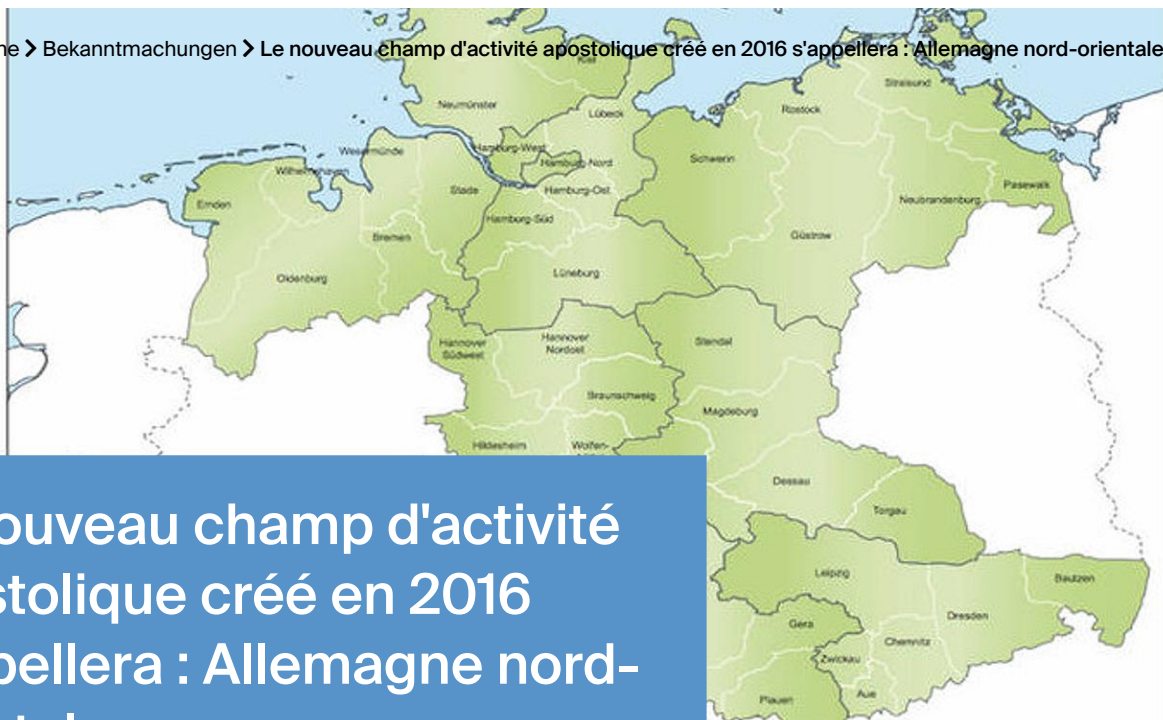 ne > Bekanntmachungen > Le nouveau champ d'activité apostolique créé en 2016 s'appellera : Allemagne nord-orientale
Kiel
Stralsund
Neumünster
Lübeck
Rostock
Hamburg-West
Wesermünde
Hamburg-Nord
Schwerin
Wilhelmshaven
Stade
Hamburg-Ost
Pasewalk
Emden
Neubrandenburg
Hamburg-Süd
Bremen
Güstrow
Oldenburg
Lüneburg
Hannover
Südwest
Hannover
Nordost
Stendal
Braunschweig
Magdeburg
Hildesheim
Wolfen-
Dessau
Torgau
ouveau champ d'activité
stolique créé en 2016
pellera : Allemagne nord-
Leipzig
Bautzen
Gera
Dresden
Chemnitz
Zwickau
Plauen
Aue